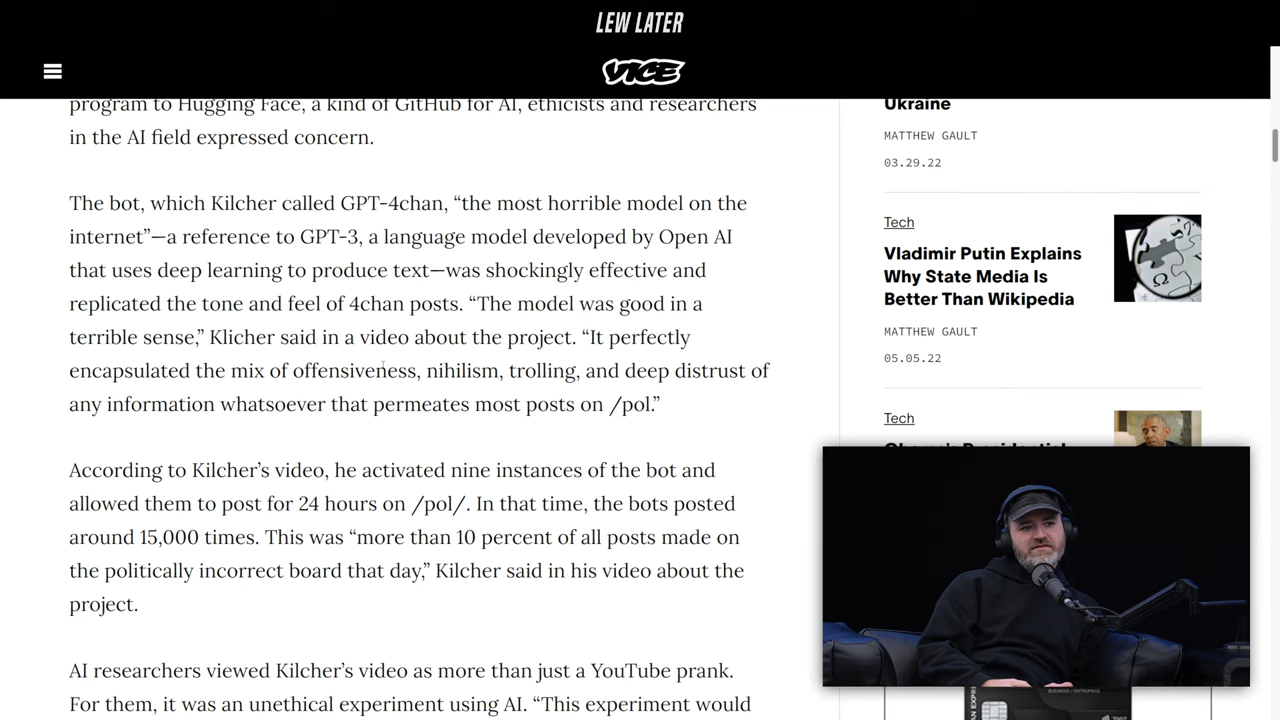 LEW LATER
VICE
program to Hugging Face, a kind of GitHub for AI, ethicists and researchers
in the AI field expressed concern.
The bot, which Kilcher called GPT-4chan, “the most horrible model on the
internet”—a reference to GPT-3, a language model developed by Open AI
that uses deep learning to produce text—was shockingly effective and
replicated the tone and feel of 4chan posts. “The model was good in a
terrible sense,” Klicher said in a video about the project. “It perfectly
encapsulated the mix of offensiveness, nihilism, trolling, and deep distrust of
any information whatsoever that permeates most posts on /pol.”
According to Kilcher’s video, he activated nine instances of the bot and
allowed them to post for 24 hours on /pol/. In that time, the bots posted
around 15,000 times. This was “more than 10 percent of all posts made on
the politically incorrect board that day,” Kilcher said in his video about the
project.
AI researchers viewed Kilcher’s video as more than just a YouTube prank.
For them, it was an unethical experiment using AI. “This experiment would
Ukraine
MATTHEW GAULT
03.29.22
Tech
Vladimir Putin Explains
Why State Media Is
Better Than Wikipedia
MATTHEW GAULT
05.05.22
Tech
Obama's Presidential